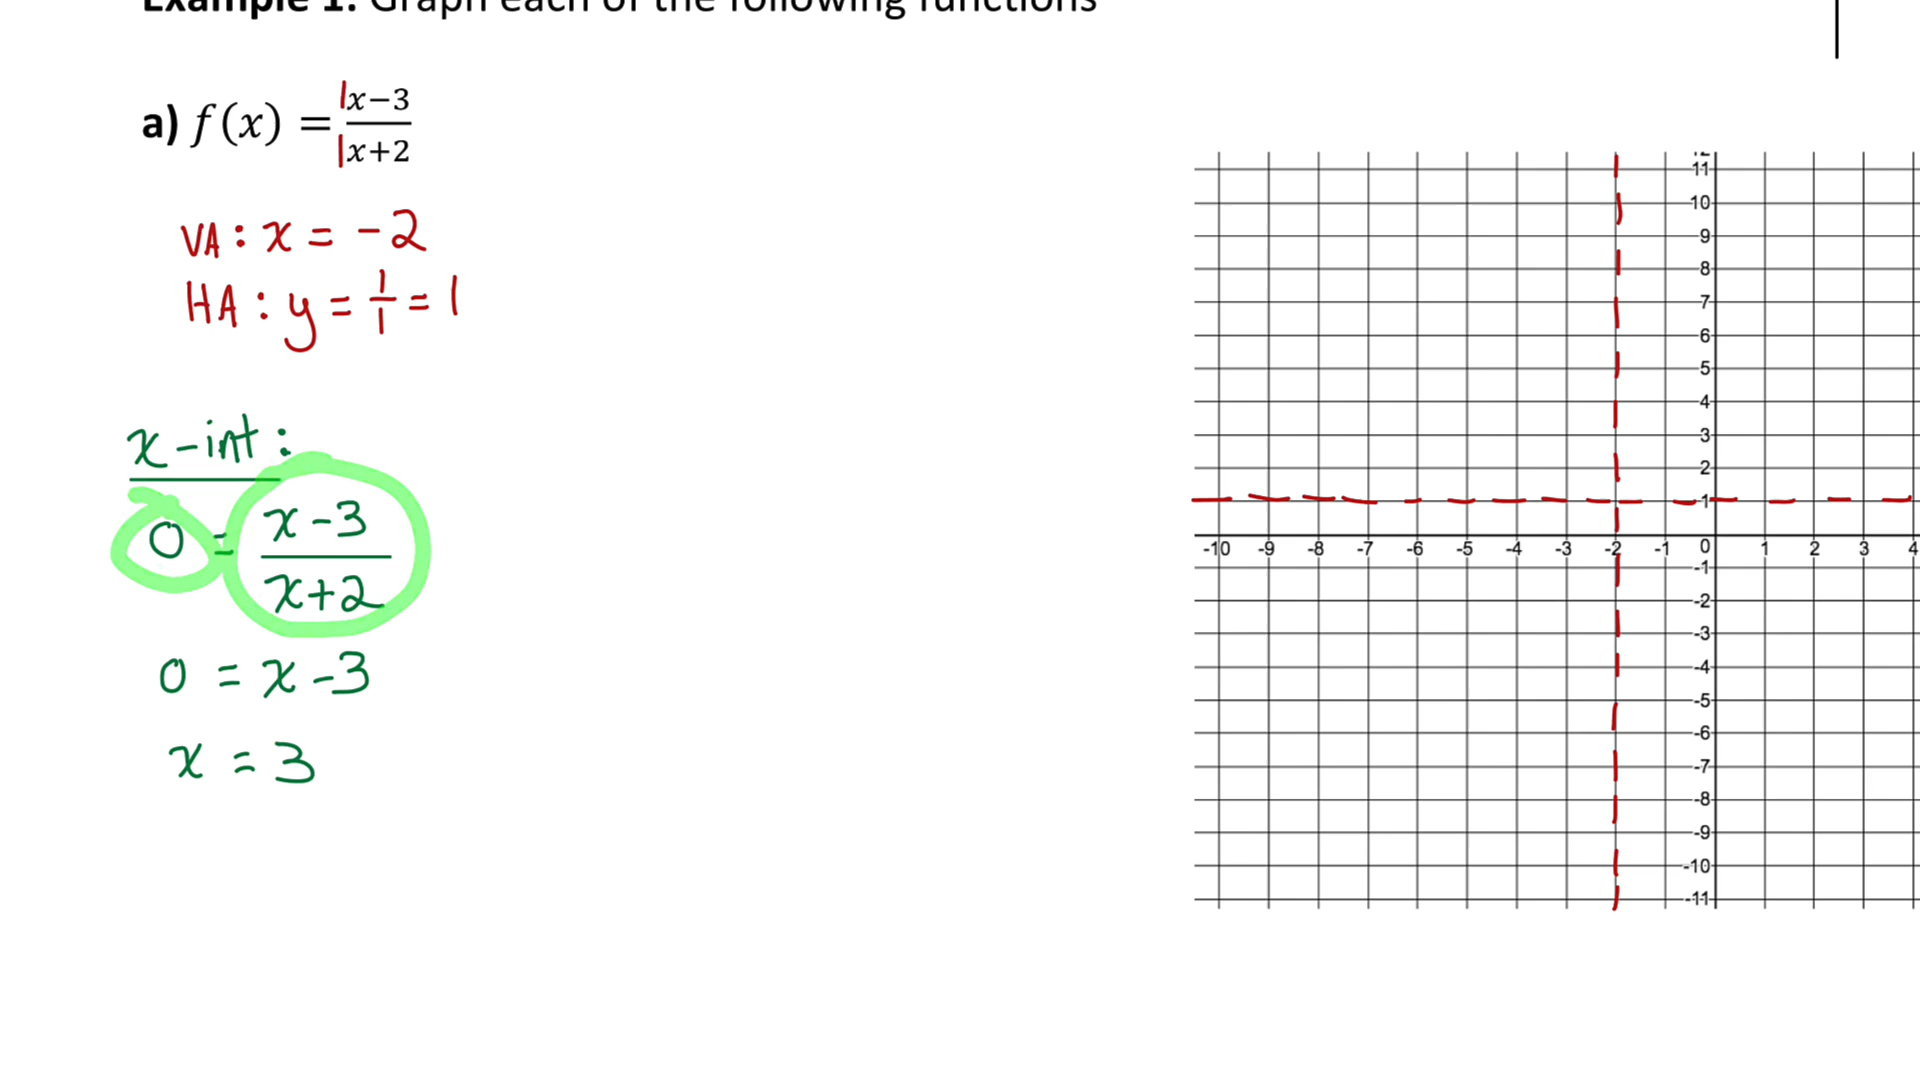 Example 1: Graph each of the following functions
a) f(x) = 1x−3 / 1x+2
VA: x = -2
HA: y = 1/1 = 1
x-int:
0 = x-3 / x+2
0 = x-3
x = 3
11
10
9
8
7
6
5
4
3
2
1
-10 -9 -8 -7 -6 -5 -4 -3 -2 -1 0 1 2 3 4
-1
-2
-3
-4
-5
-6
-7
-8
-9
-10
-11